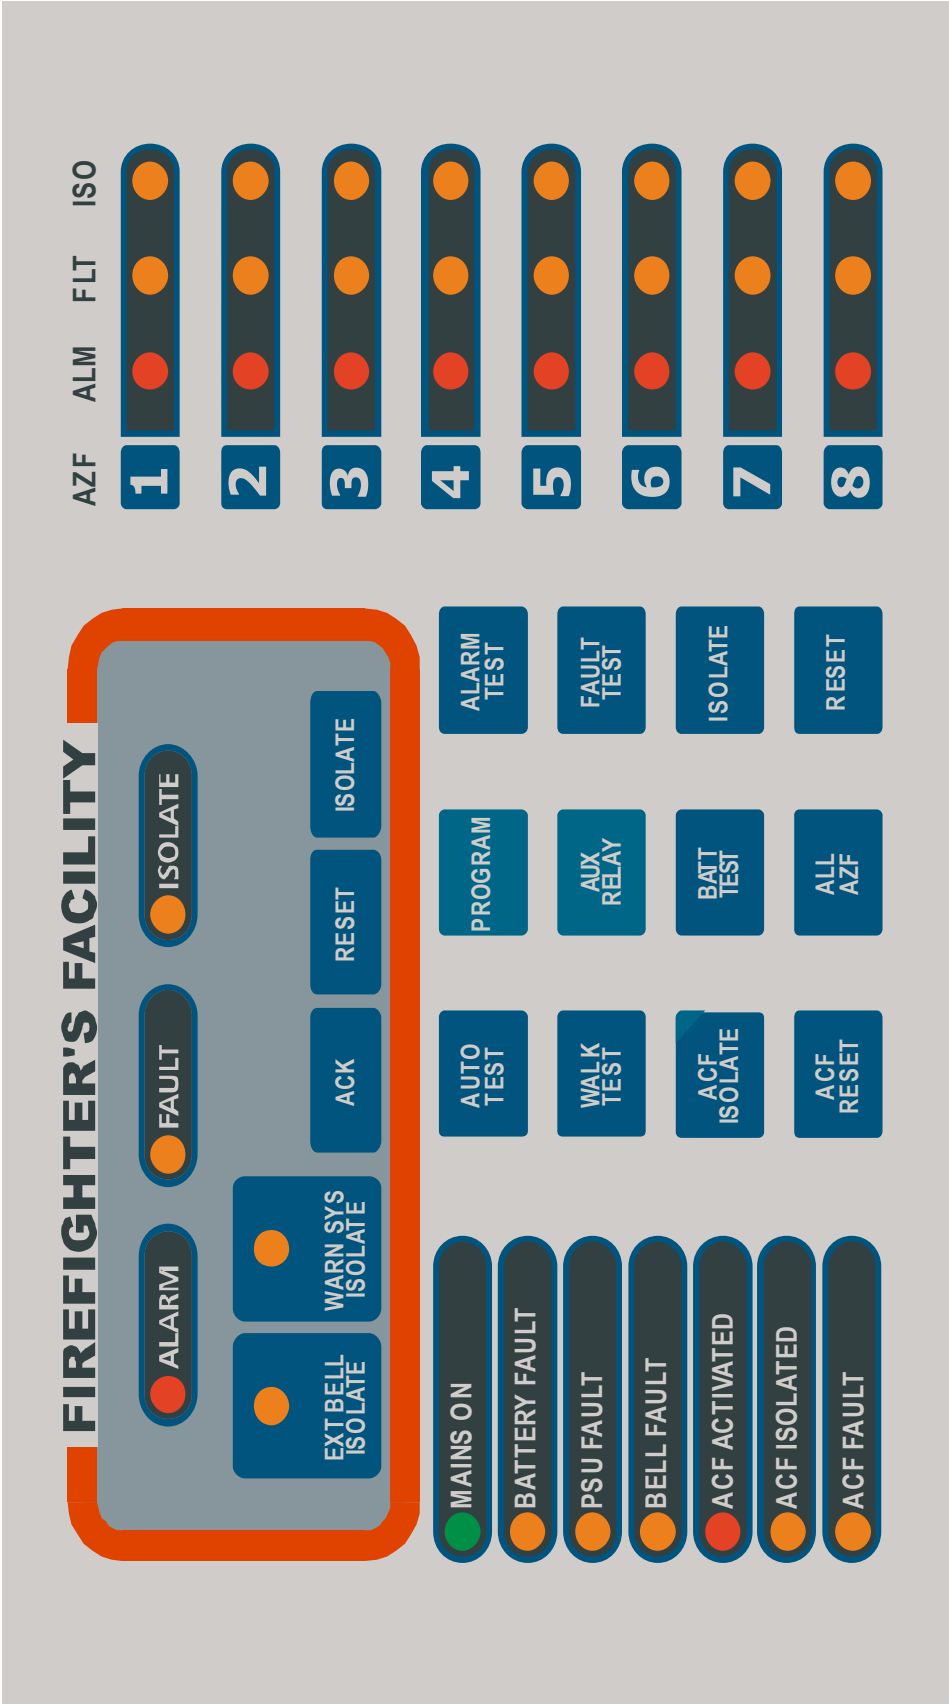 FIREFIGHTER'S FACILITY
ALARM
FAULT
ISOLATE
EXT BELL
ISOLATE
WARN SYS
ISOLATE
ACK
RESET
ISOLATE
MAINS ON
BATTERY FAULT
PSU FAULT
BELL FAULT
ACF ACTIVATED
ACF ISOLATED
ACF FAULT
AUTO
TEST
PROGRAM
ALARM
TEST
WALK
TEST
AUX
RELAY
FAULT
TEST
ACF
ISOLATE
BATT
TEST
ISOLATE
ACF
RESET
ALL
AZF
RESET
AZF ALM FLT ISO
1
2
3
4
5
6
7
8